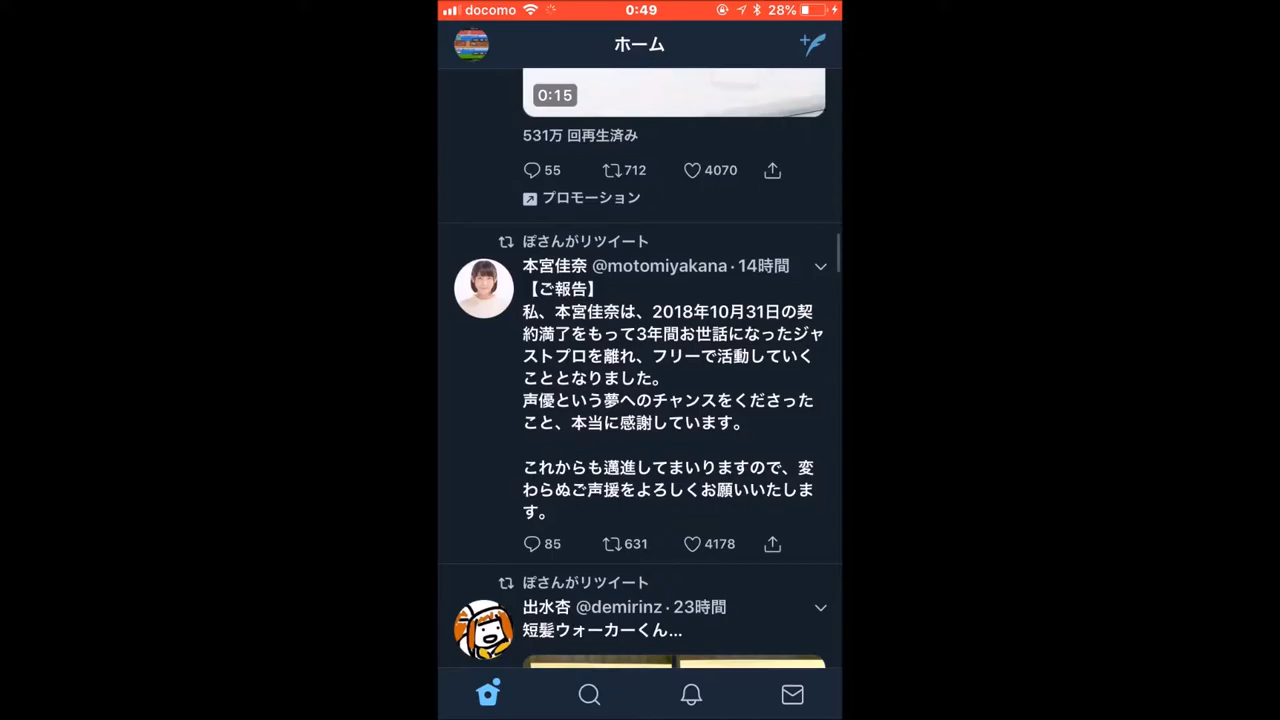 docomo 0:49 28%
ホーム
0:15
531万 回再生済み
55 712 4070
プロモーション
ぽさんがリツイート
本宮佳奈 @motomiyakana · 14時間
【ご報告】
私、本宮佳奈は、2018年10月31日の契
約満了をもって3年間お世話になったジャ
ストプロを離れ、フリーで活動していく
こととなりました。
声優という夢へのチャンスをくださった
こと、本当に感謝しています。
これからも邁進してまいりますので、変
わらぬご声援をよろしくお願いいたしま
す。
85 631 4178
ぽさんがリツイート
出水杏 @demirinz · 23時間
短髪ウォーカーくん...